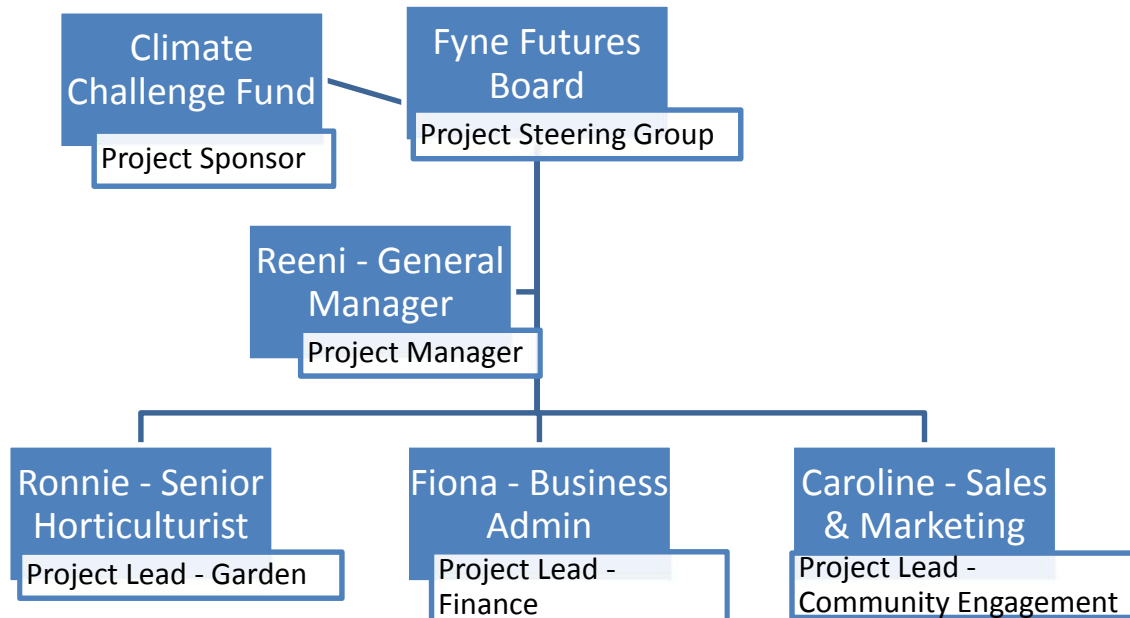 Climate
Challenge Fund
Project Sponsor
Fyne Futures
Board
Project Steering Group
Reeni - General
Manager
Project Manager
Ronnie - Senior
Horticulturist
Project Lead - Garden
Fiona - Business
Admin
Project Lead -
Finance
Caroline - Sales
& Marketing
Project Lead -
Community Engagement